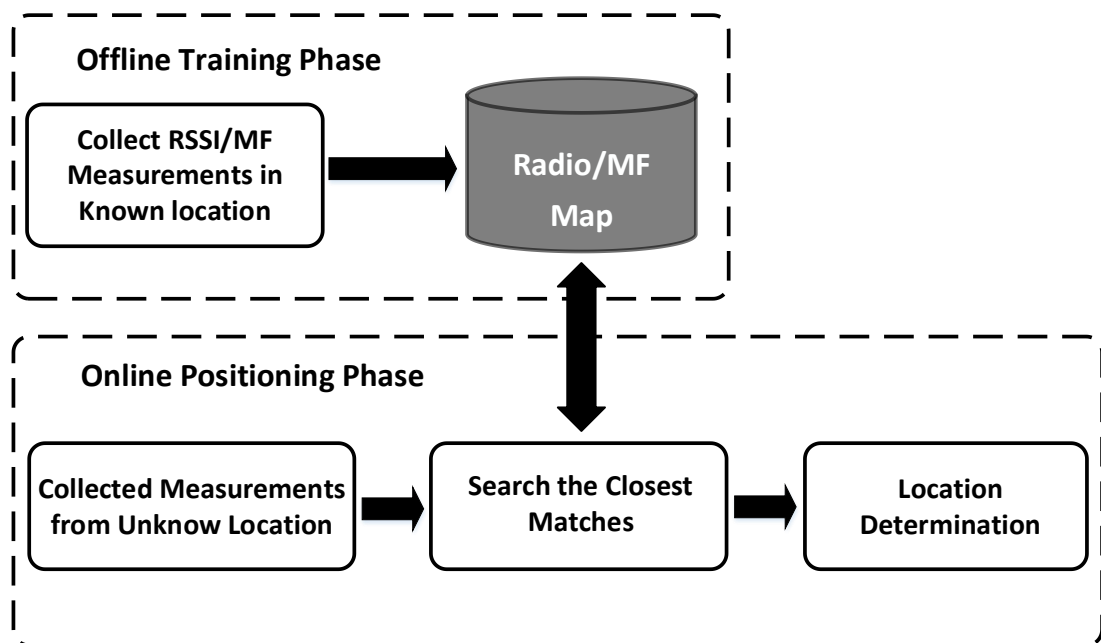 Offline Training Phase
Collect RSSI/MF
Measurements in
Known location
Radio/MF
Map
Online Positioning Phase
Collected Measurements
from Unknow Location
Search the Closest
Matches
Location
Determination